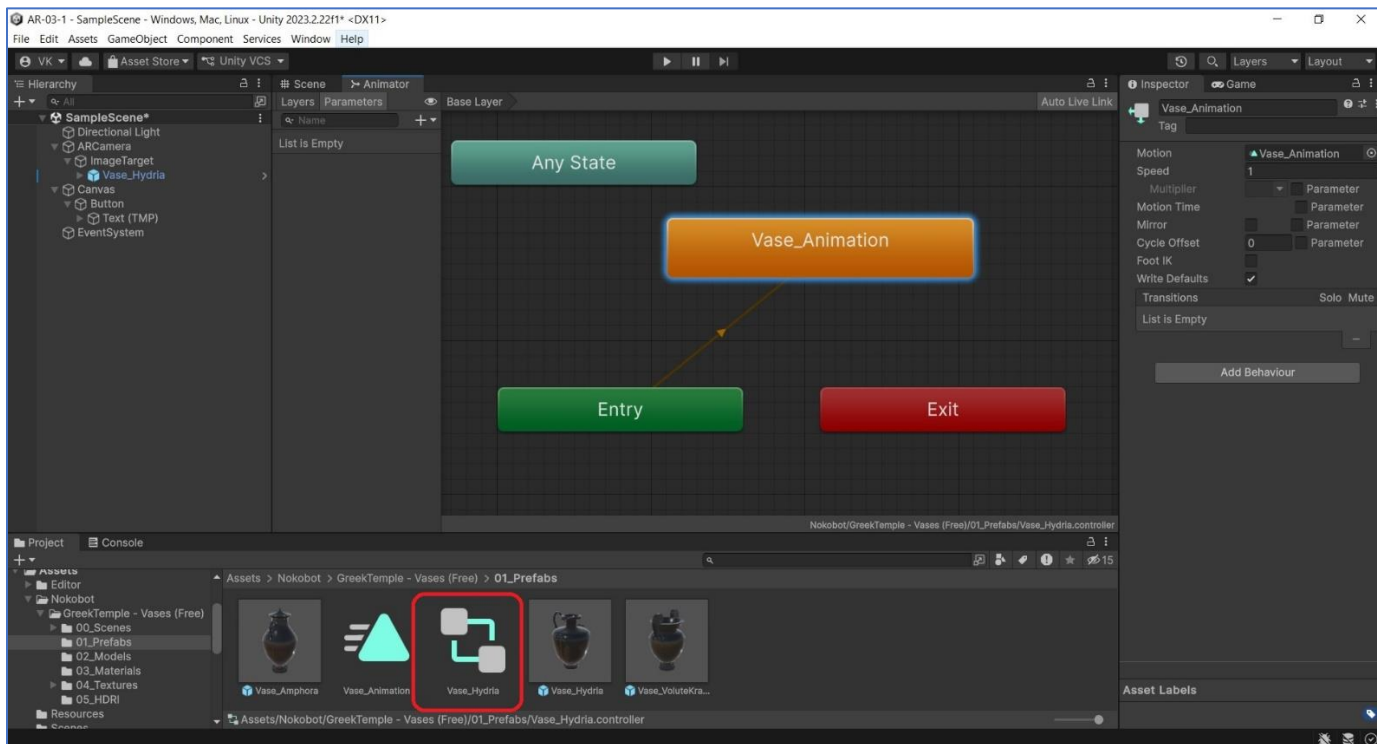 AR-03-1 - SampleScene - Windows, Mac, Linux - Unity 2023.2.22f1* <DX11>
File Edit Assets GameObject Component Services Window Help
VK Asset Store Unity VCS Layers Layout
Hierarchy
All
SampleScene*
Directional Light
ARCamera
ImageTarget
Vase_Hydria
Canvas
Button
Text (TMP)
EventSystem
Scene Animator
Layers Parameters Base Layer Auto Live Link
Name
List is Empty
Any State
Vase_Animation
Entry
Exit
Nokobot/GreekTemple - Vases (Free)/01_Prefabs/Vase_Hydria.controller
Inspector Game
Vase_Animation
Tag
Motion Vase_Animation
Speed 1
Multiplier Parameter
Motion Time Parameter
Mirror Parameter
Cycle Offset 0 Parameter
Foot IK
Write Defaults
Transitions Solo Mute
List is Empty
Add Behaviour
Asset Labels
Project Console
15
Assets
Editor
Nokobot
GreekTemple - Vases (Free)
00_Scenes
01_Prefabs
02_Models
03_Materials
04_Textures
05_HDRI
Resources
Scenes
Assets > Nokobot > GreekTemple - Vases (Free) > 01_Prefabs
Vase_Amphora Vase_Animation Vase_Hydria Vase_Hydria Vase_VoluteKra...
Assets/Nokobot/GreekTemple - Vases (Free)/01_Prefabs/Vase_Hydria.controller